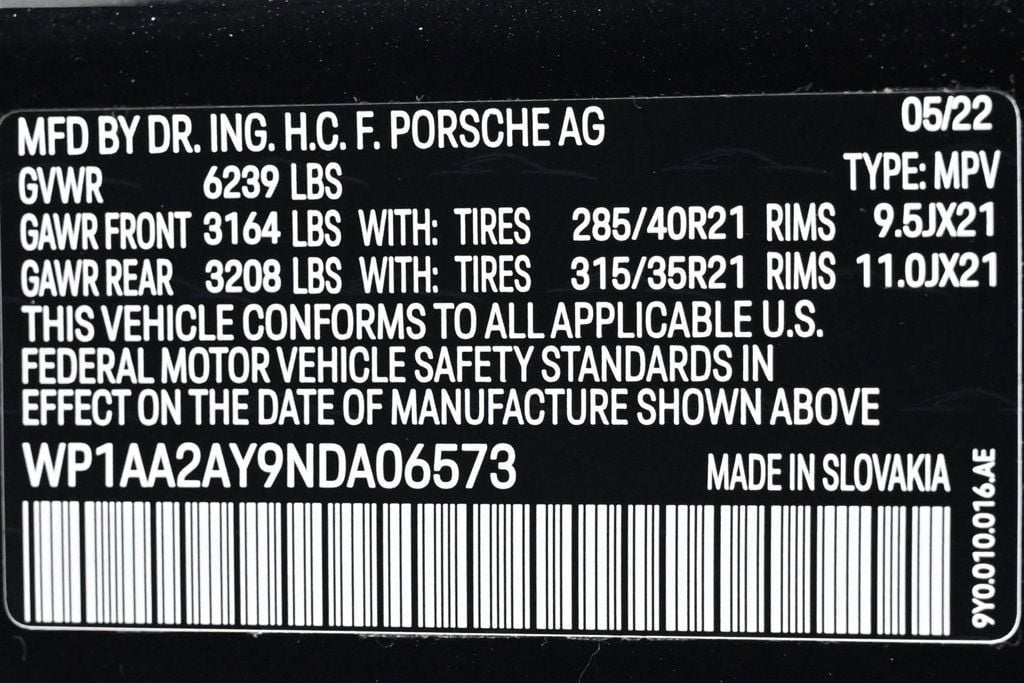 MFD BY DR. ING. H.C. F. PORSCHE AG 05/22
GVWR 6239 LBS TYPE: MPV
GAWR FRONT 3164 LBS WITH: TIRES 285/40R21 RIMS 9.5JX21
GAWR REAR 3208 LBS WITH: TIRES 315/35R21 RIMS 11.0JX21
THIS VEHICLE CONFORMS TO ALL APPLICABLE U.S.
FEDERAL MOTOR VEHICLE SAFETY STANDARDS IN
EFFECT ON THE DATE OF MANUFACTURE SHOWN ABOVE
WP1AA2AY9NDA06573 MADE IN SLOVAKIA
9Y0.010.016.AE